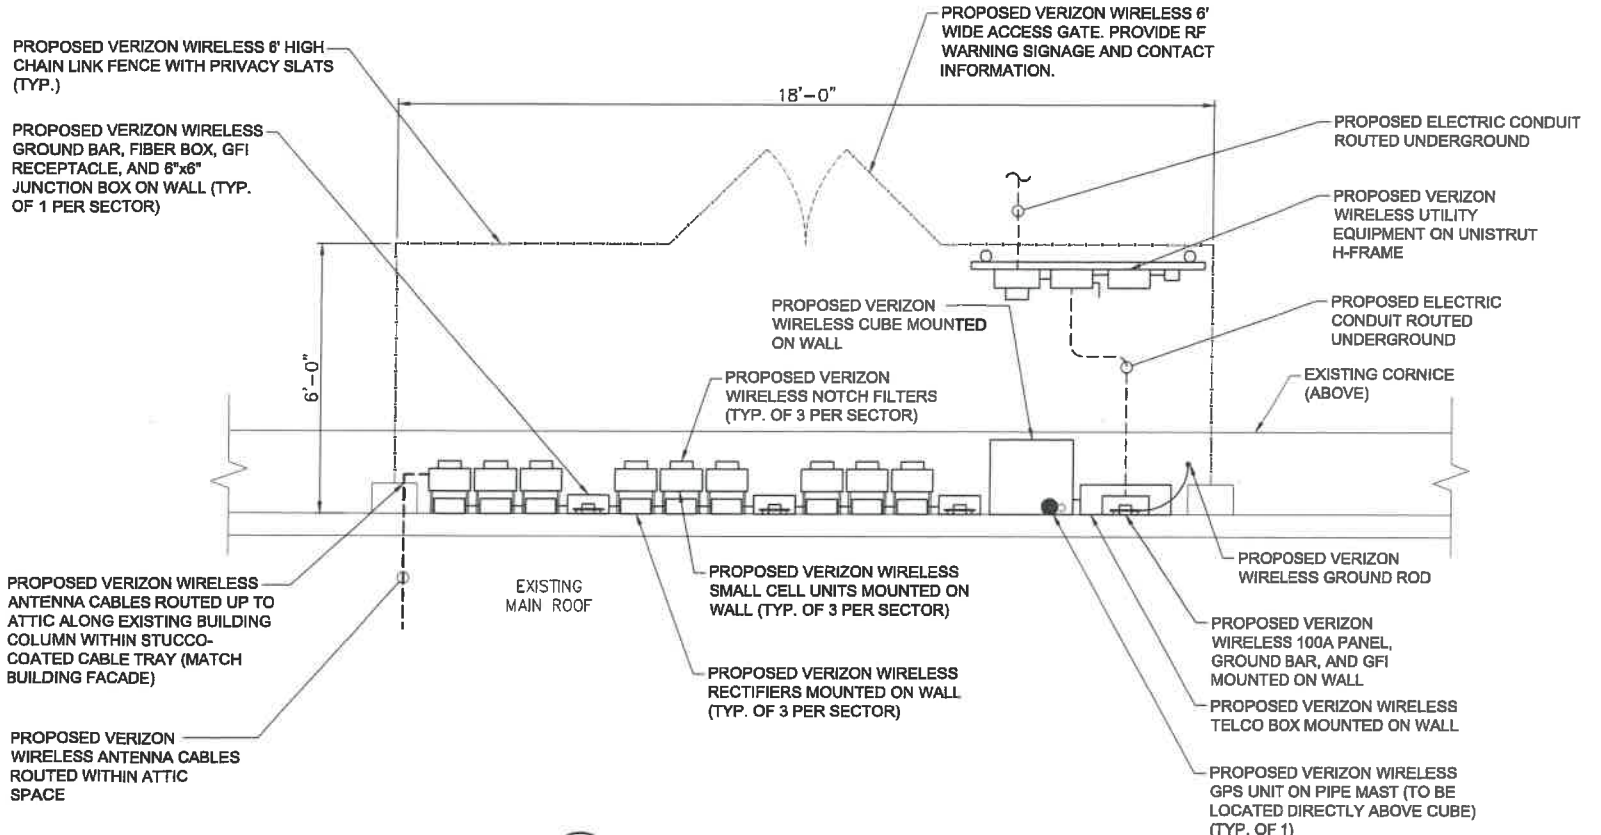 PROPOSED VERIZON WIRELESS 6' HIGH
CHAIN LINK FENCE WITH PRIVACY SLATS
(TYP.)
PROPOSED VERIZON WIRELESS 6'
WIDE ACCESS GATE. PROVIDE RF
WARNING SIGNAGE AND CONTACT
INFORMATION.
18'-0"
PROPOSED VERIZON WIRELESS
GROUND BAR, FIBER BOX, GFI
RECEPTACLE, AND 6"x6"
JUNCTION BOX ON WALL (TYP.
OF 1 PER SECTOR)
PROPOSED ELECTRIC CONDUIT
ROUTED UNDERGROUND
PROPOSED VERIZON
WIRELESS UTILITY
EQUIPMENT ON UNISTRUT
H-FRAME
PROPOSED VERIZON
WIRELESS CUBE MOUNTED
ON WALL
PROPOSED ELECTRIC
CONDUIT ROUTED
UNDERGROUND
6'-0"
PROPOSED VERIZON
WIRELESS NOTCH FILTERS
(TYP. OF 3 PER SECTOR)
EXISTING CORNICE
(ABOVE)
PROPOSED VERIZON WIRELESS
ANTENNA CABLES ROUTED UP TO
ATTIC ALONG EXISTING BUILDING
COLUMN WITHIN STUCCO-
COATED CABLE TRAY (MATCH
BUILDING FACADE)
EXISTING
MAIN ROOF
PROPOSED VERIZON WIRELESS
SMALL CELL UNITS MOUNTED ON
WALL (TYP. OF 3 PER SECTOR)
PROPOSED VERIZON
WIRELESS GROUND ROD
PROPOSED VERIZON
WIRELESS 100A PANEL,
GROUND BAR, AND GFI
MOUNTED ON WALL
PROPOSED VERIZON WIRELESS
RECTIFIERS MOUNTED ON WALL
(TYP. OF 3 PER SECTOR)
PROPOSED VERIZON WIRELESS
TELCO BOX MOUNTED ON WALL
PROPOSED VERIZON
WIRELESS ANTENNA CABLES
ROUTED WITHIN ATTIC
SPACE
PROPOSED VERIZON WIRELESS
GPS UNIT ON PIPE MAST (TO BE
LOCATED DIRECTLY ABOVE CUBE)
(TYP. OF 1)